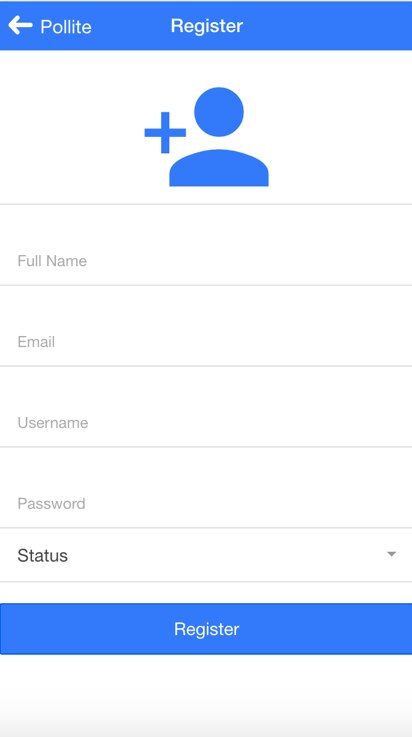 Pollite
Register
Full Name
Email
Username
Password
Status
Register